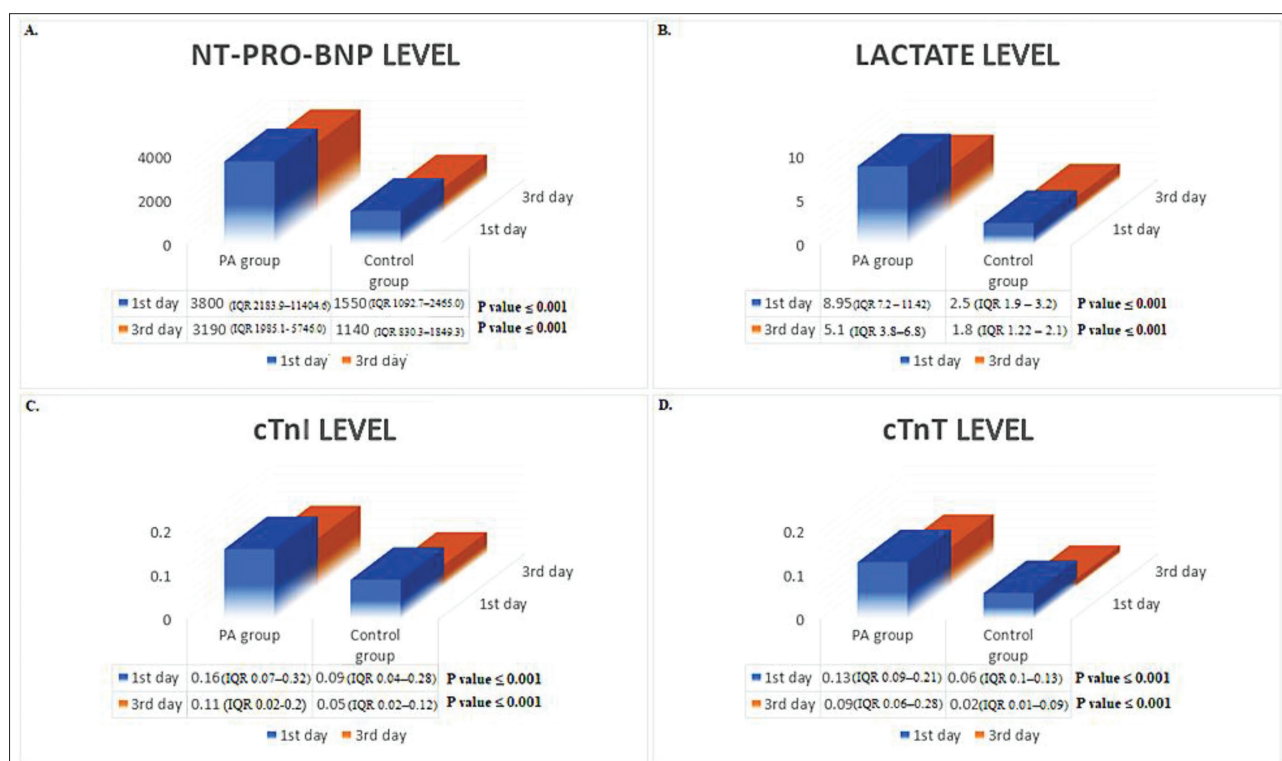 A.
NT-PRO-BNP LEVEL
4000
2000
0
3rd day
1st day
PA group
Control
group
1st day 3800 (IQR 2183.9–11404.6) 1550 (IQR 1092.7–2465.0) P value ≤ 0.001
3rd day 3190 (IQR 1985.1- 5746.0) 1140 (IQR 830.3–1849.3) P value ≤ 0.001
1st day 3rd day
B.
LACTATE LEVEL
10
5
0
3rd day
1st day
PA group
Control
group
1st day 8.95(IQR 7.2 – 11.42) 2.5 (IQR 1.9 – 3.2) P value ≤ 0.001
3rd day 5.1 (IQR 3.8–6.8) 1.8 (IQR 1.22 – 2.1) P value ≤ 0.001
1st day 3rd day
C.
cTnI LEVEL
0.2
0.1
0
3rd day
1st day
PA group
Control
group
1st day 0.16(IQR 0.07–0.32) 0.09 (IQR 0.04–0.28) P value ≤ 0.001
3rd day 0.11 (IQR 0.02-0.2) 0.05 (IQR 0.02–0.12) P value ≤ 0.001
1st day 3rd day
D.
cTnT LEVEL
0.2
0.1
0
3rd day
1st day
PA group
Control
group
1st day 0.13(IQR 0.09–0.21) 0.06 (IQR 0.1–0.13) P value ≤ 0.001
3rd day 0.09(IQR 0.06–0.28) 0.02(IQR 0.01–0.09) P value ≤ 0.001
1st day 3rd day